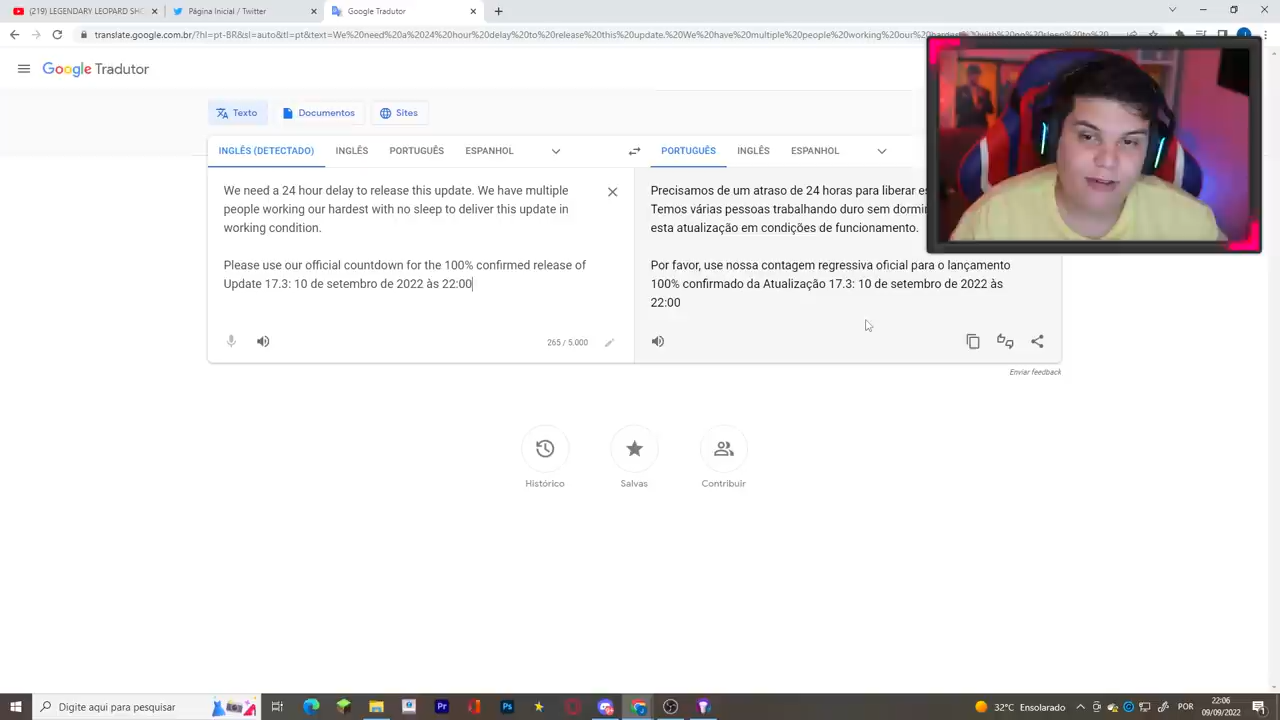 (219) LEGENDARY LEOPARD SHO
Página Inicial / Twitter
Google Tradutor
translate.google.com.br/?hl=pt-BR&sl=auto&tl=pt&text=We%20need%20a%2024%20hour%20delay%20to%20release%20this%20update.%20We%20have%20multiple%20people%20working%20our%20hardest%20with%20no%20sleep%20to%20
Google Tradutor
Texto
Documentos
Sites
INGLÊS (DETECTADO)
INGLÊS
PORTUGUÊS
ESPANHOL
PORTUGUÊS
INGLÊS
ESPANHOL
We need a 24 hour delay to release this update. We have multiple
people working our hardest with no sleep to deliver this update in
working condition.
Please use our official countdown for the 100% confirmed release of
Update 17.3: 10 de setembro de 2022 às 22:00
265 / 5.000
Precisamos de um atraso de 24 horas para liberar es
Temos várias pessoas trabalhando duro sem dormi
esta atualização em condições de funcionamento.
Por favor, use nossa contagem regressiva oficial para o lançamento
100% confirmado da Atualização 17.3: 10 de setembro de 2022 às
22:00
Enviar feedback
Histórico
Salvas
Contribuir
Digite aqui para pesquisar
Pr
Ps
32°C Ensolarado
POR
22:06
09/09/2022